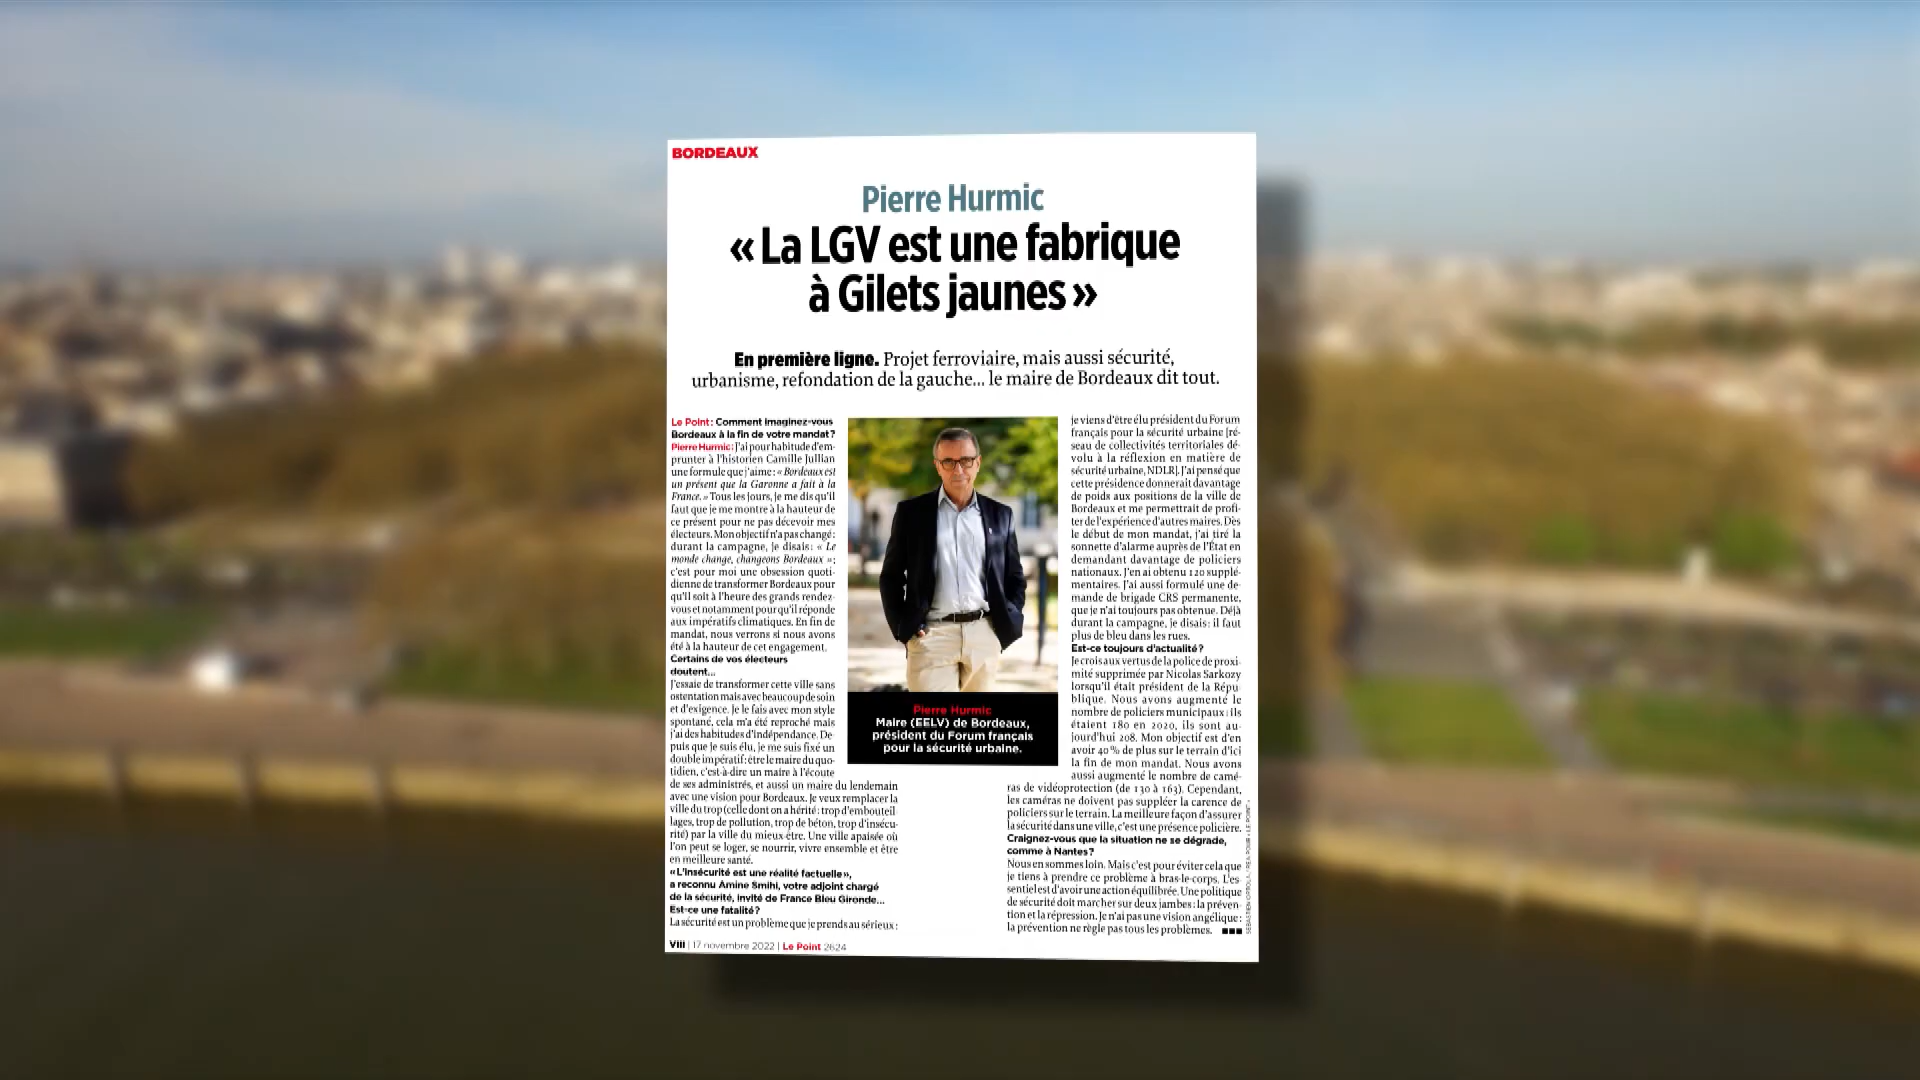 BORDEAUX
Pierre Hurmic
« La LGV est une fabrique
à Gilets jaunes »
En première ligne. Projet ferroviaire, mais aussi sécurité,
urbanisme, refondation de la gauche... le maire de Bordeaux dit tout.
Le Point : Comment imaginez-vous
Bordeaux à la fin de votre mandat ?
Pierre Hurmic : J'ai pour habitude d'em-
prunter à l'historien Camille Jullian
une formule que j'aime : « Bordeaux est
un présent que la Garonne a fait à la
France. » Tous les jours, je me dis qu'il
faut que je me montre à la hauteur de
ce présent pour ne pas décevoir mes
électeurs. Mon objectif n'a pas changé :
durant la campagne, je disais : « Le
monde change, changeons Bordeaux » ;
c'est pour moi une obsession quoti-
dienne de transformer Bordeaux pour
qu'il soit à l'heure des grands rendez-
vous et notamment pour qu'il réponde
aux impératifs climatiques. En fin de
mandat, nous verrons si nous avons
été à la hauteur de cet engagement.
Certains de vos électeurs
doutent...
J'essaie de transformer cette ville sans
ostentation mais avec beaucoup de soin
et d'exigence. Je le fais avec mon style
spontané, cela m'a été reproché mais
j'ai des habitudes d'indépendance. De-
puis que je suis élu, je me suis fixé un
double impératif : être le maire du quo-
tidien, c'est-à-dire un maire à l'écoute
de ses administrés, et aussi un maire du lendemain
avec une vision pour Bordeaux. Je veux remplacer la
ville du trop (celle dont on a hérité : trop d'embouteil-
lages, trop de pollution, trop de béton, trop d'insécu-
rité) par la ville du mieux-être. Une ville apaisée où
l'on peut se loger, se nourrir, vivre ensemble et être
en meilleure santé.
« L'insécurité est une réalité factuelle »,
a reconnu Amine Smihi, votre adjoint chargé
de la sécurité, invité de France Bleu Gironde...
Est-ce une fatalité ?
La sécurité est un problème que je prends au sérieux :
Pierre Hurmic
Maire (EELV) de Bordeaux,
président du Forum français
pour la sécurité urbaine.
je viens d'être élu président du Forum
français pour la sécurité urbaine [ré-
seau de collectivités territoriales dé-
volu à la réflexion en matière de
sécurité urbaine, NDLR]. J'ai pensé que
cette présidence donnerait davantage
de poids aux positions de la ville de
Bordeaux et me permettrait de profi-
ter de l'expérience d'autres maires. Dès
le début de mon mandat, j'ai tiré la
sonnette d'alarme auprès de l'État en
demandant davantage de policiers
nationaux. J'en ai obtenu 120 supplé-
mentaires. J'ai aussi formulé une de-
mande de brigade CRS permanente,
que je n'ai toujours pas obtenue. Déjà
durant la campagne, je disais : il faut
plus de bleu dans les rues.
Est-ce toujours d'actualité ?
Je crois aux vertus de la police de proxi-
mité supprimée par Nicolas Sarkozy
lorsqu'il était président de la Répu-
blique. Nous avons augmenté le
nombre de policiers municipaux : ils
étaient 180 en 2020, ils sont au-
jourd'hui 208. Mon objectif est d'en
avoir 40 % de plus sur le terrain d'ici
la fin de mon mandat. Nous avons
aussi augmenté le nombre de camé-
ras de vidéoprotection (de 130 à 163). Cependant,
les caméras ne doivent pas suppléer la carence de
policiers sur le terrain. La meilleure façon d'assurer
la sécurité dans une ville, c'est une présence policière.
Craignez-vous que la situation ne se dégrade,
comme à Nantes ?
Nous en sommes loin. Mais c'est pour éviter cela que
je tiens à prendre ce problème à bras-le-corps. L'es-
sentiel est d'avoir une action équilibrée. Une politique
de sécurité doit marcher sur deux jambes : la préven-
tion et la répression. Je n'ai pas une vision angélique :
la prévention ne règle pas tous les problèmes.
VIII | 17 novembre 2022 | Le Point 2624